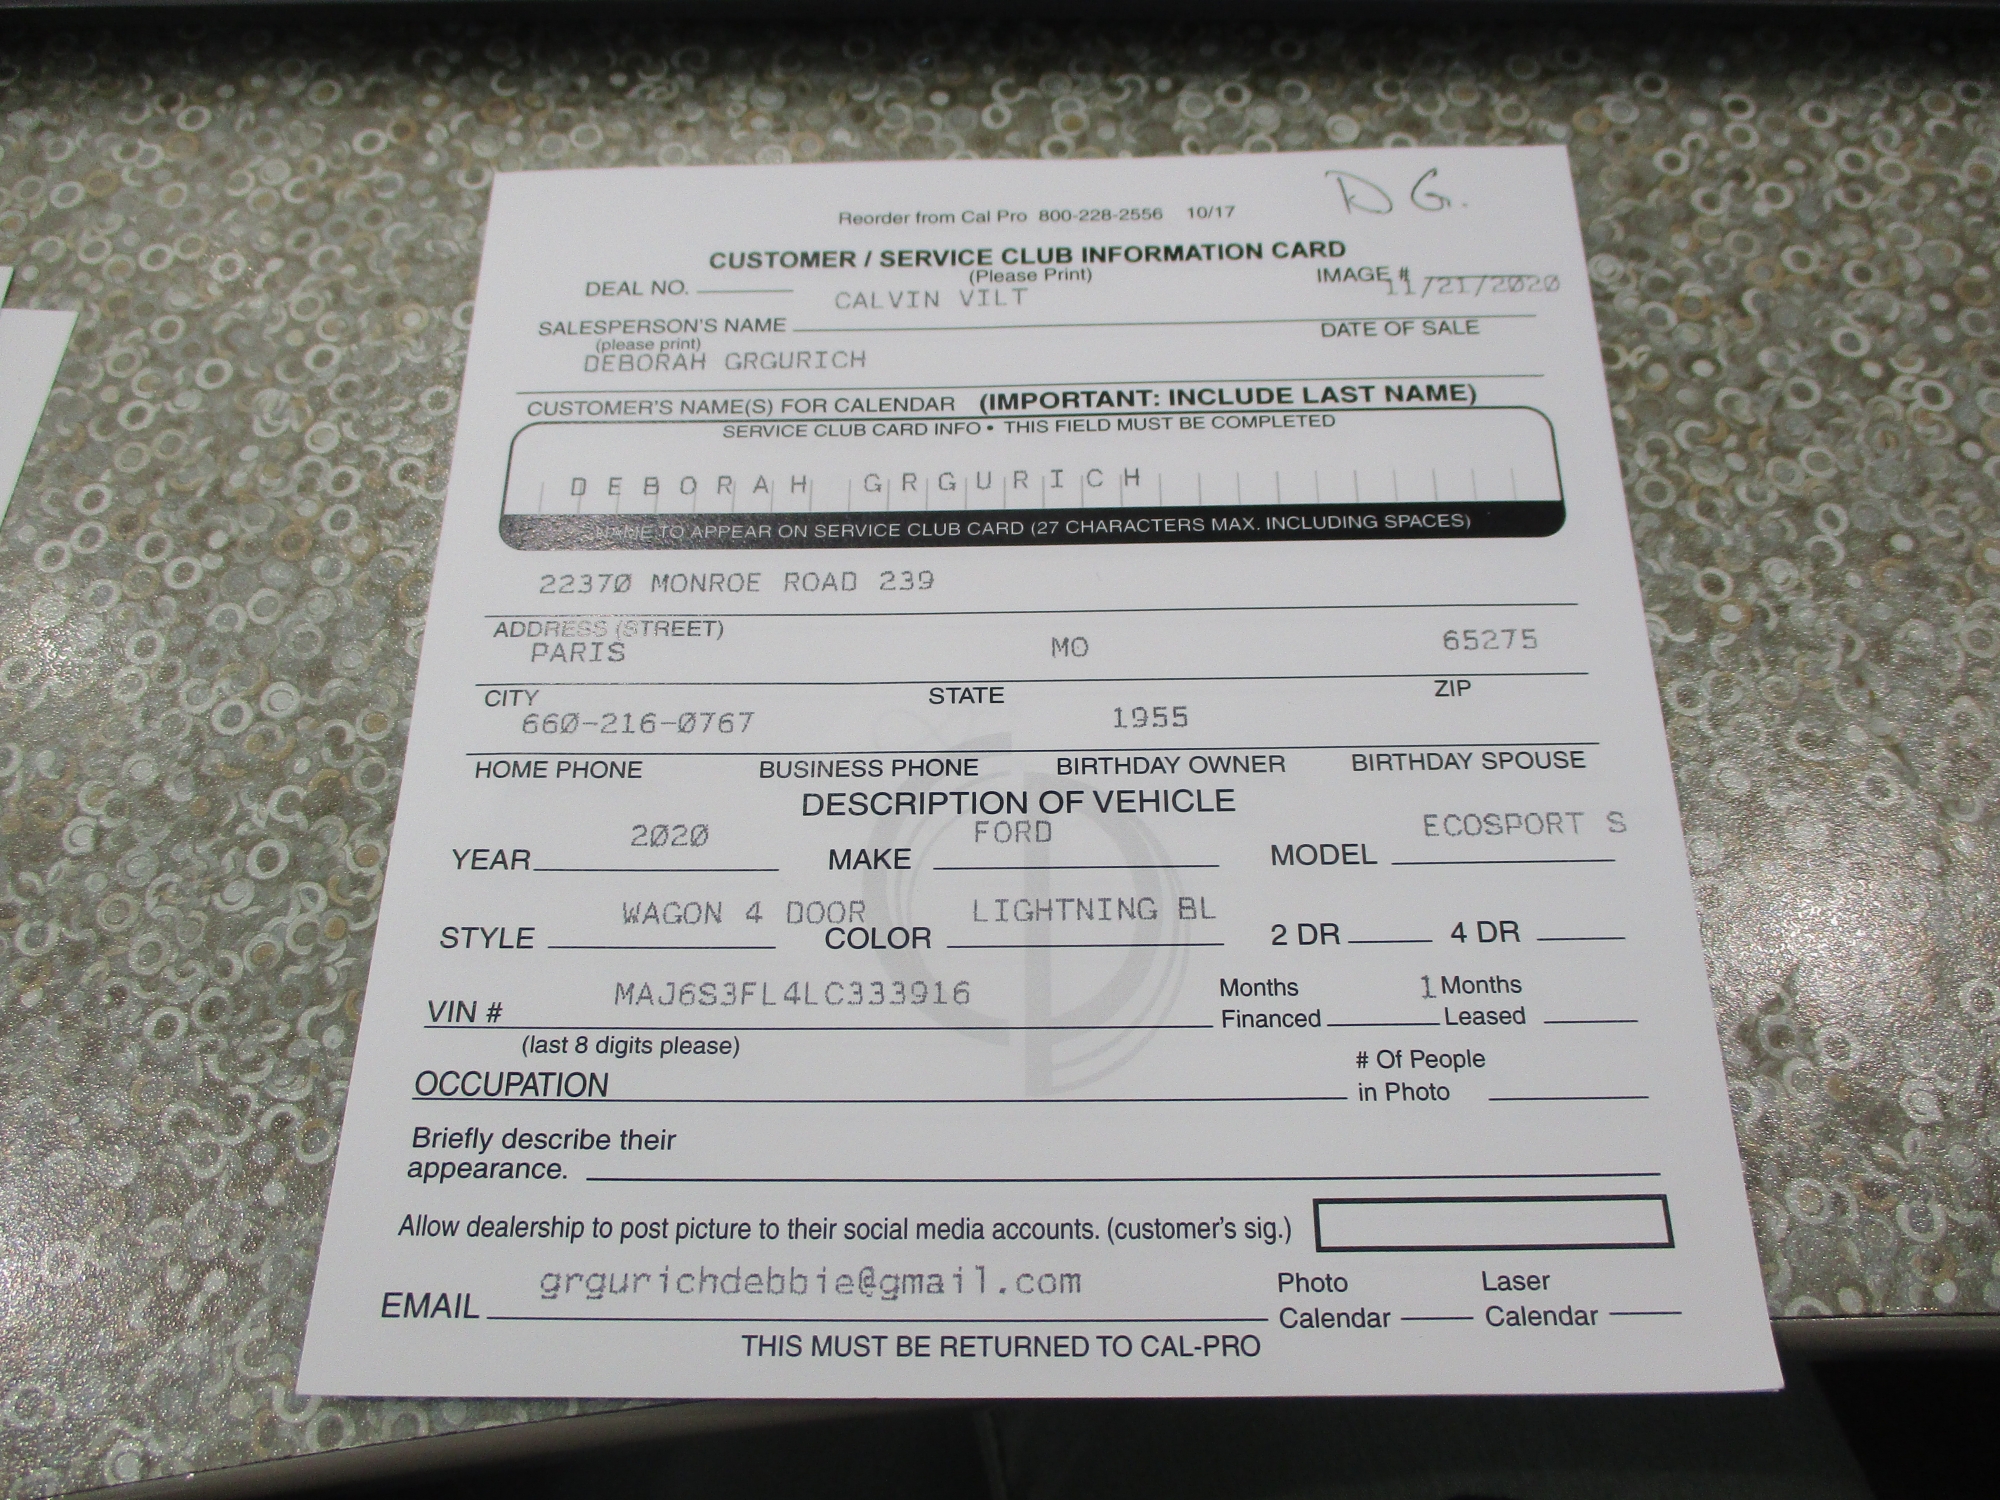 D G.
Reorder from Cal Pro 800-228-2556 10/17
CUSTOMER / SERVICE CLUB INFORMATION CARD
(Please Print)
DEAL NO. IMAGE #
CALVIN VILT 11/21/2020
SALESPERSON'S NAME DATE OF SALE
(please print)
DEBORAH GRGURICH
CUSTOMER'S NAME(S) FOR CALENDAR (IMPORTANT: INCLUDE LAST NAME)
SERVICE CLUB CARD INFO • THIS FIELD MUST BE COMPLETED
DEBORAH GRGURICH
NAME TO APPEAR ON SERVICE CLUB CARD (27 CHARACTERS MAX. INCLUDING SPACES)
22370 MONROE ROAD 239
ADDRESS (STREET)
PARIS MO 65275
CITY STATE ZIP
660-216-0767 1955
HOME PHONE BUSINESS PHONE BIRTHDAY OWNER BIRTHDAY SPOUSE
DESCRIPTION OF VEHICLE
2020 FORD ECOSPORT S
YEAR MAKE MODEL
WAGON 4 DOOR LIGHTNING BL
STYLE COLOR 2 DR 4 DR
MAJ6S3FL4LC333916 Months 1 Months
VIN # Financed Leased
(last 8 digits please)
# Of People
OCCUPATION in Photo
Briefly describe their
appearance.
Allow dealership to post picture to their social media accounts. (customer's sig.)
grgurichdebbie@gmail.com Photo Laser
EMAIL Calendar Calendar
THIS MUST BE RETURNED TO CAL-PRO